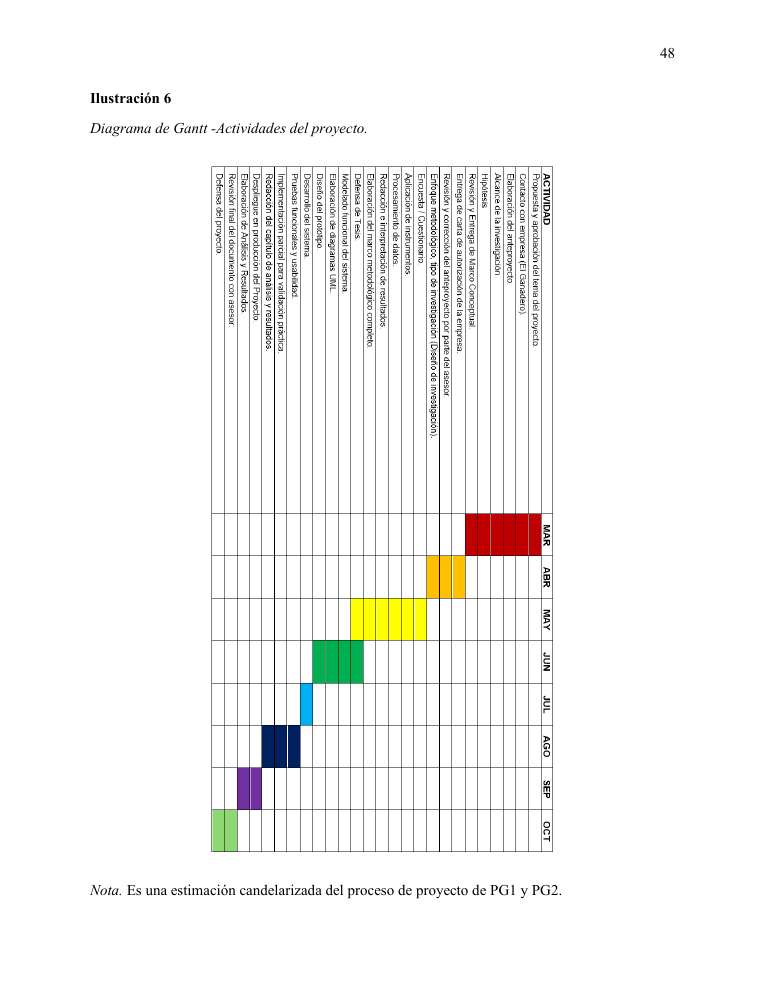 48
Ilustración 6
Diagrama de Gantt -Actividades del proyecto.
ACTIVIDAD MAR ABR MAY JUN JUL AGO SEP OCT
Propuesta y aprobación del tema del proyecto.
Contacto con empresa (El Ganadero).
Elaboración del anteproyecto.
Alcance de la investigación
Hipótesis
Revisión y Entrega de Marco Conceptual.
Entrega de carta de autorización de la empresa.
Revisión y corrección del anteproyecto por parte del asesor.
Enfoque metodológico, tipo de investigación (Diseño de investigación).
Encuesta / Cuestionario
Aplicación de instrumentos
Procesamiento de datos.
Redacción e interpretación de resultados.
Elaboración del marco metodológico completo.
Defensa de Tesis.
Modelado funcional del sistema
Elaboración de diagramas UML.
Diseño del prototipo.
Desarrollo del sistema.
Pruebas funcionales y usabilidad.
Implementación parcial para validación práctica.
Redacción del capítulo de análisis y resultados.
Despliegue en producción del Proyecto.
Elaboración de Análisis y Resultados.
Revisión final del documento con asesor.
Defensa del proyecto.
Nota. Es una estimación candelarizada del proceso de proyecto de PG1 y PG2.